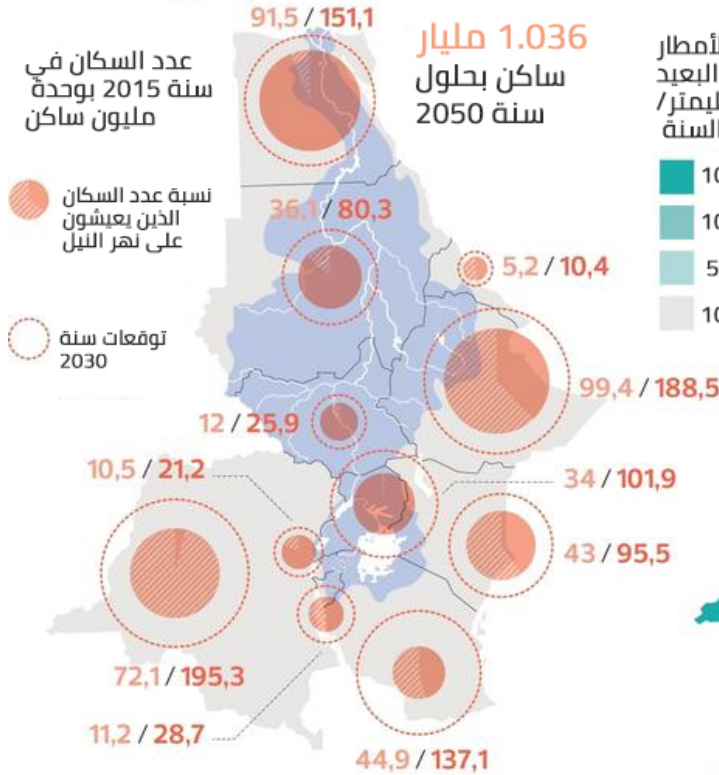 91,5 / 151,1
1.036 مليار
ساكن بحلول
سنة 2050
عدد السكان في
سنة 2015 بوحدة
مليون ساكن
نسبة عدد السكان
الذين يعيشون
على نهر النيل
توقعات سنة
2030
36,1 / 80,3
5,2 / 10,4
99,4 / 188,5
12 / 25,9
10,5 / 21,2
34 / 101,9
43 / 95,5
72,1 / 195,3
11,2 / 28,7
44,9 / 137,1
البعيد
السنة